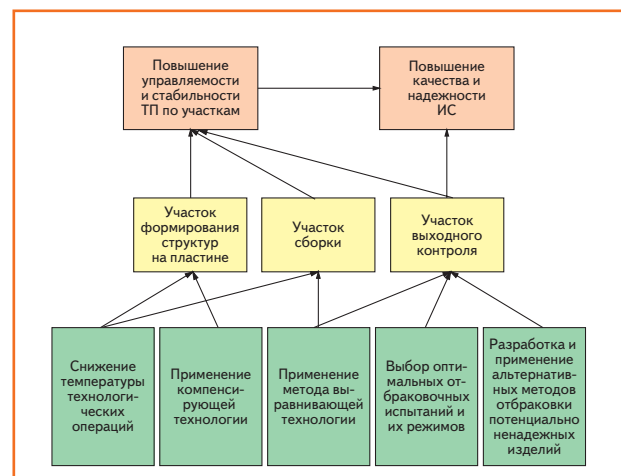 Повышение
управляемости
и стабильности
ТП по участкам
Повышение
качества и
надежности
ИС
Участок
формирования
структур
на пластине
Участок
сборки
Участок
выходного
контроля
Снижение
температуры
технологи-
ческих
операций
Применение
компенсиру-
ющей
технологии
Применение
метода вы-
равнивающей
технологии
Выбор опти-
мальных от-
браковочных
испытаний и
их режимов
Разработка и
применение
альтернатив-
ных методов
отбраковки
потенциально
ненадежных
изделий